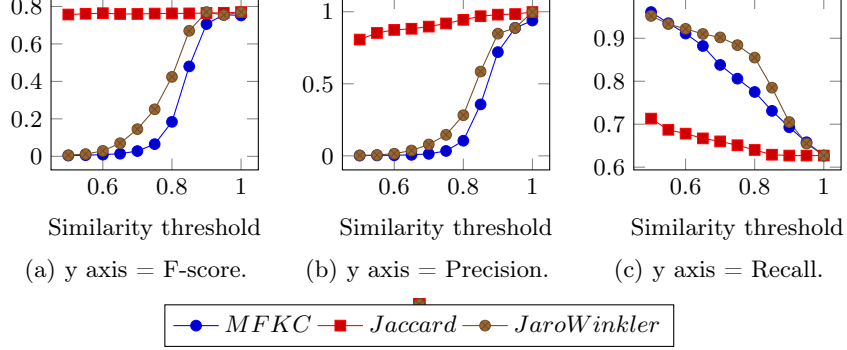 0.8
0.6
0.4
0.2
0
0.6 0.8 1
Similarity threshold
(a) y axis = F-score.
1
0.5
0
0.6 0.8 1
Similarity threshold
(b) y axis = Precision.
0.9
0.8
0.7
0.6
0.6 0.8 1
Similarity threshold
(c) y axis = Recall.
MFKC Jaccard JaroWinkler